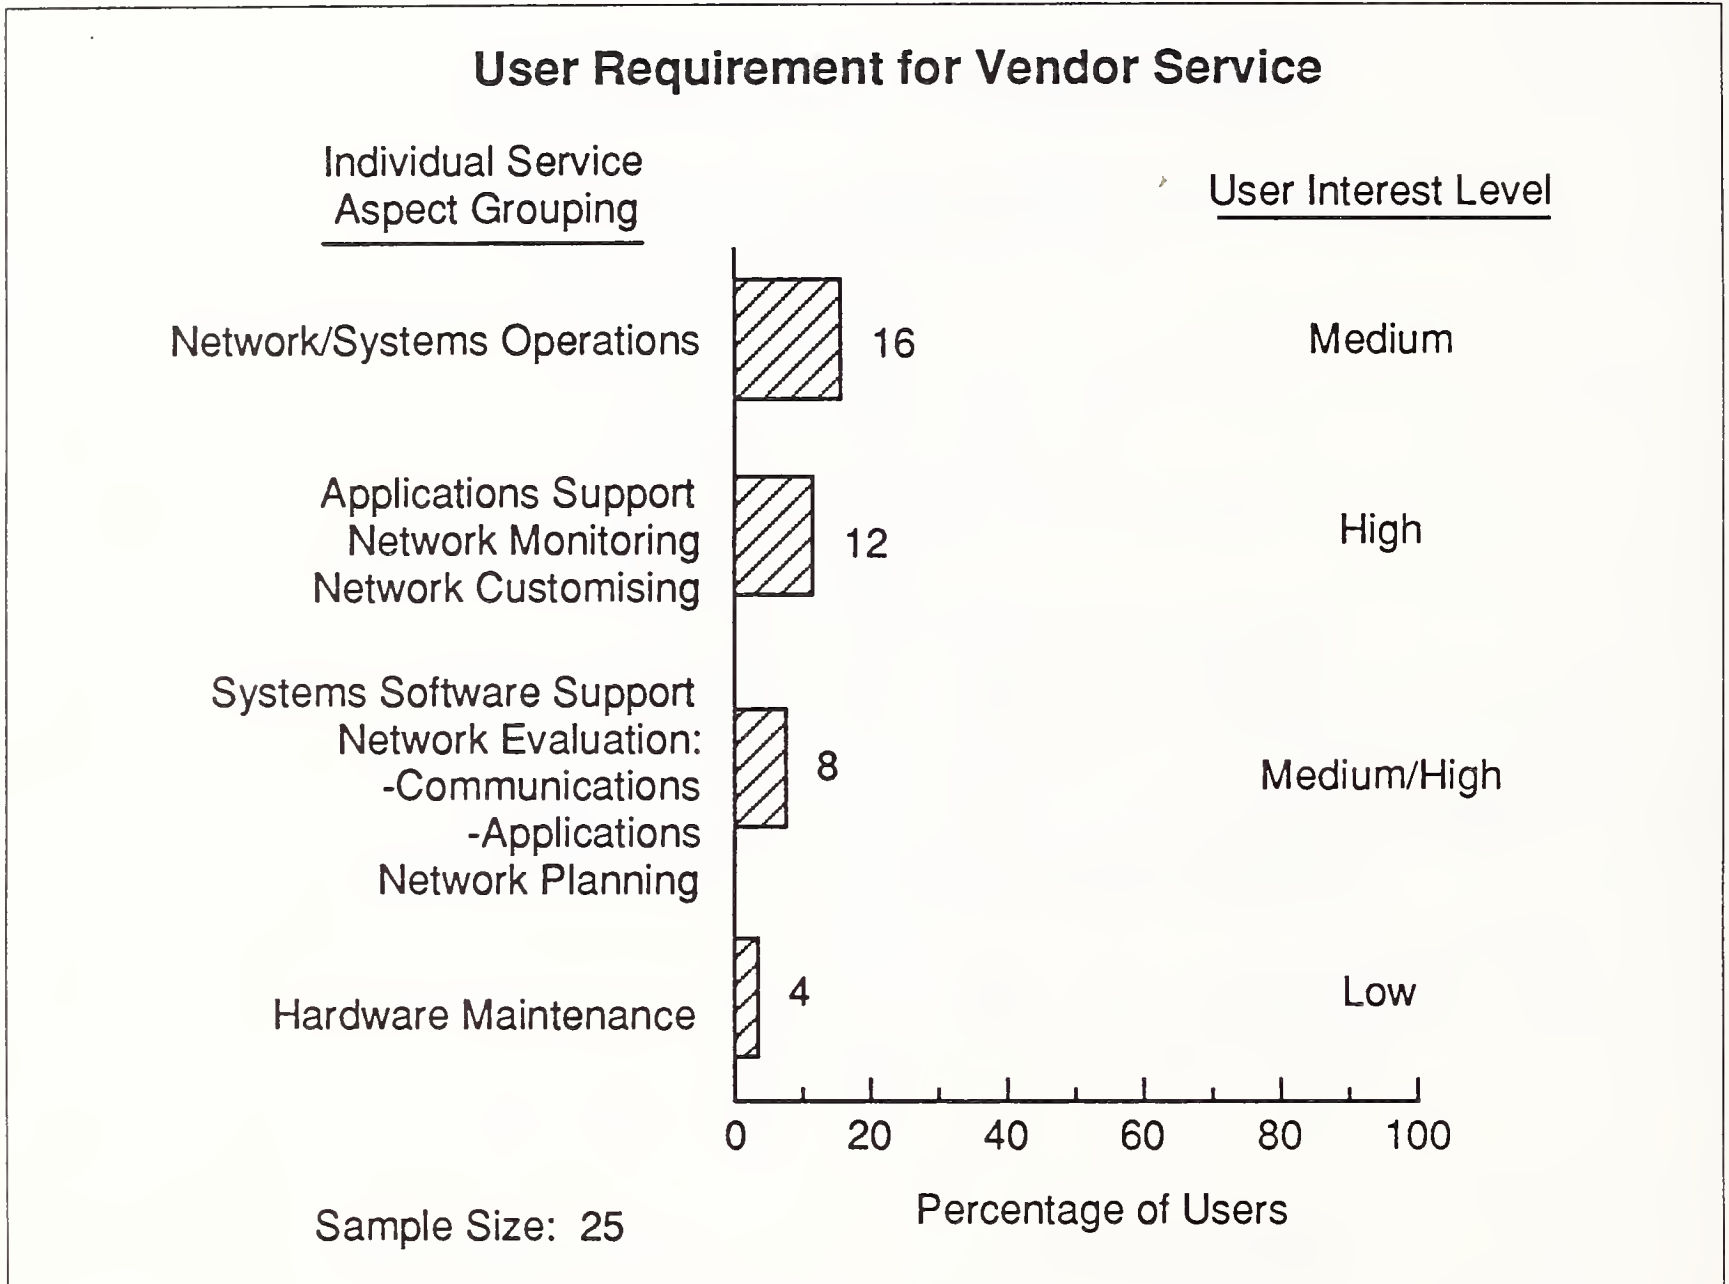 User Requirement for Vendor Service
Individual Service
Aspect Grouping
User Interest Level
Network/Systems Operations
16
Medium
Applications Support
Network Monitoring
Network Customising
12
High
Systems Software Support
Network Evaluation:
-Communications
-Applications
Network Planning
8
Medium/High
Hardware Maintenance
4
Low
0 20 40 60 80 100
Percentage of Users
Sample Size: 25